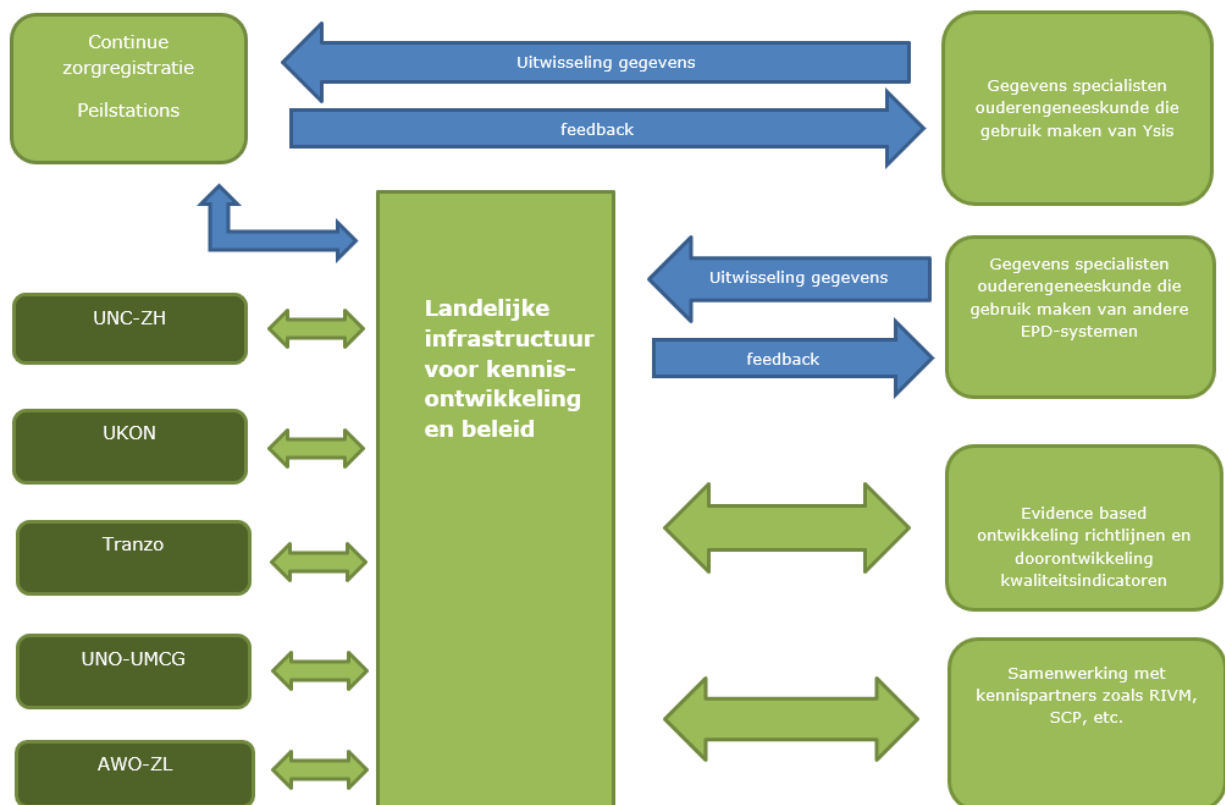 Continue
zorgregistratie
Peilstations
Uitwisseling gegevens
feedback
Gegevens specialisten
ouderengeneeskunde die
gebruik maken van Ysis
Landelijke
infrastructuur
voor kennis-
ontwikkeling
en beleid
Uitwisseling gegevens
feedback
Gegevens specialisten
ouderengeneeskunde die
gebruik maken van andere
EPD-systemen
UNC-ZH
UKON
Tranzo
UNO-UMCG
AWO-ZL
Evidence based
ontwikkeling richtlijnen en
doorontwikkeling
kwaliteitsindicatoren
Samenwerking met
kennispartners zoals RIVM,
SCP, etc.